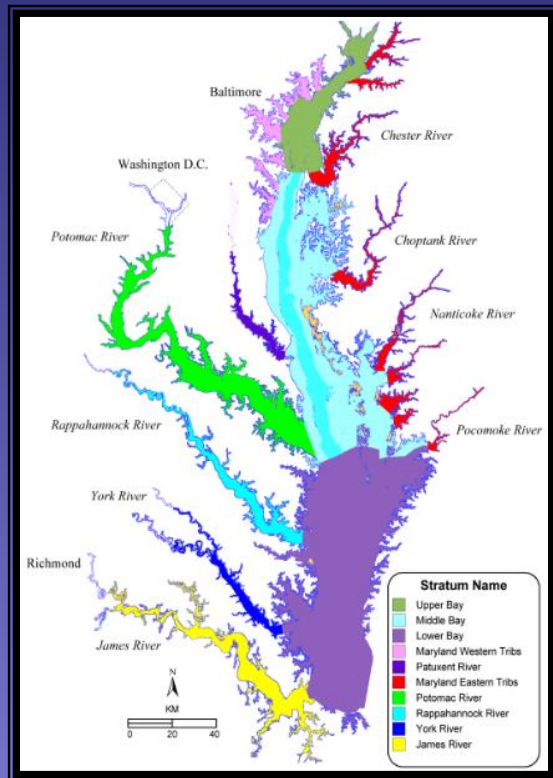 Baltimore
Chester River
Washington D.C.
Potomac River
Choptank River
Nanticoke River
Rappahannock River
Pocomoke River
York River
Richmond
James River
N
KM
0 20 40
Stratum Name
Upper Bay
Middle Bay
Lower Bay
Maryland Western Tribs
Patuxent River
Maryland Eastern Tribs
Potomac River
Rappahannock River
York River
James River